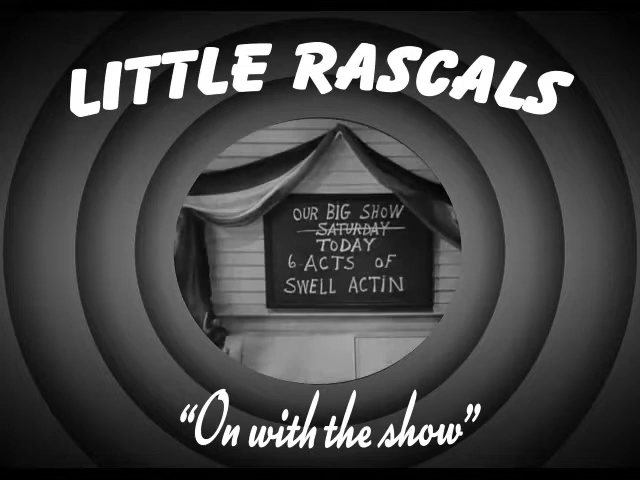 LITTLE RASCALS
OUR BIG SHOW
SATURDAY
TODAY
6 ACTS OF
SWELL ACTIN
"On with the show"